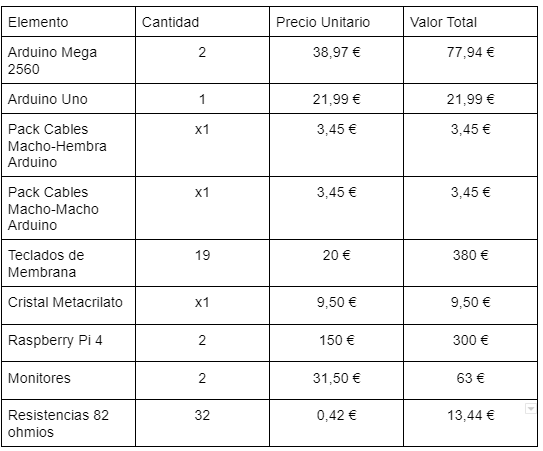 Elemento Cantidad Precio Unitario Valor Total
Arduino Mega 2 38,97 € 77,94 €
2560
Arduino Uno 1 21,99 € 21,99 €
Pack Cables x1 3,45 € 3,45 €
Macho-Hembra
Arduino
Pack Cables x1 3,45 € 3,45 €
Macho-Macho
Arduino
Teclados de 19 20 € 380 €
Membrana
Cristal Metacrilato x1 9,50 € 9,50 €
Raspberry Pi 4 2 150 € 300 €
Monitores 2 31,50 € 63 €
Resistencias 82 32 0,42 € 13,44 €
ohmios